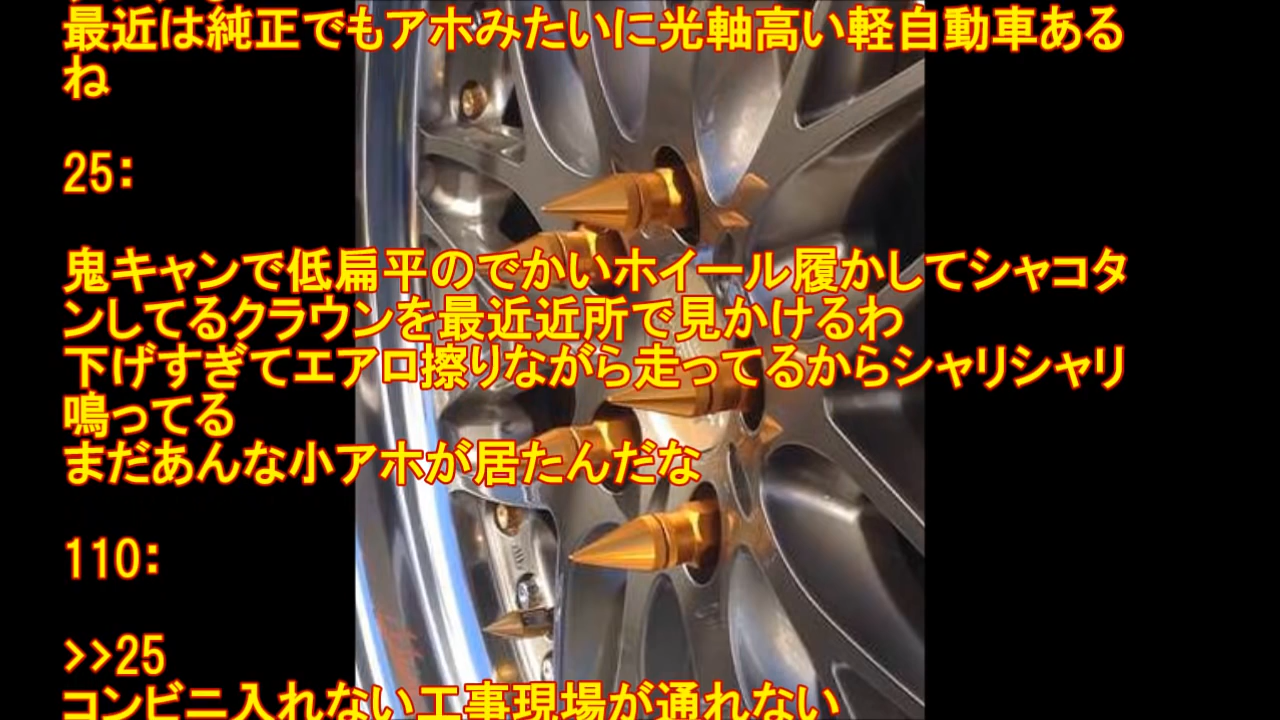 最近は純正でもアホみたいに光軸高い軽自動車ある
ね
25:
鬼キャンで低扁平のでかいホイール履かしてシャコタ
ンしてるクラウンを最近近所で見かけるわ
下げすぎてエアロ擦りながら走ってるからシャリシャリ
鳴ってる
まだあんな小アホが居たんだな
110:
>>25
コンビニ入れない工事現場が通れない